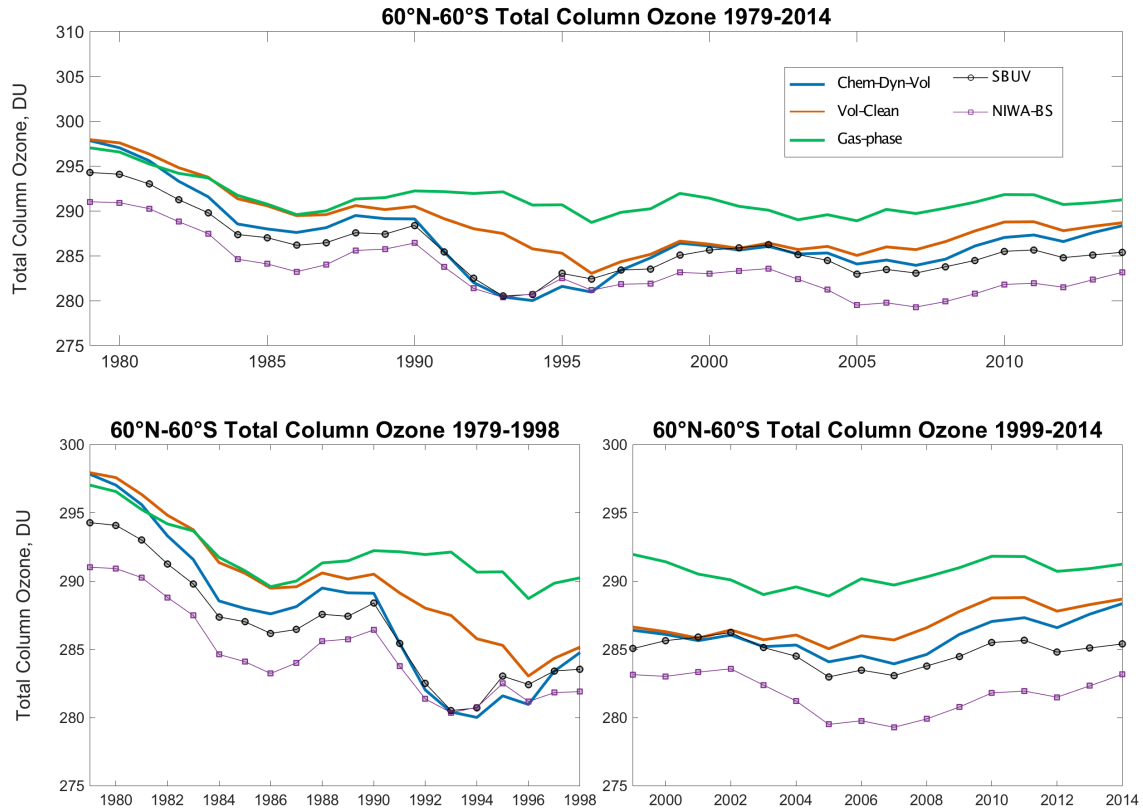 60°N-60°S Total Column Ozone 1979-2014
Total Column Ozone, DU
310
305
300
295
290
285
280
275
Chem-Dyn-Vol
Vol-Clean
Gas-phase
SBUV
NIWA-BS
1980 1985 1990 1995 2000 2005 2010
60°N-60°S Total Column Ozone 1979-1998
Total Column Ozone, DU
300
295
290
285
280
275
1980 1982 1984 1986 1988 1990 1992 1994 1996 1998
60°N-60°S Total Column Ozone 1999-2014
300
295
290
285
280
275
2000 2002 2004 2006 2008 2010 2012 2014